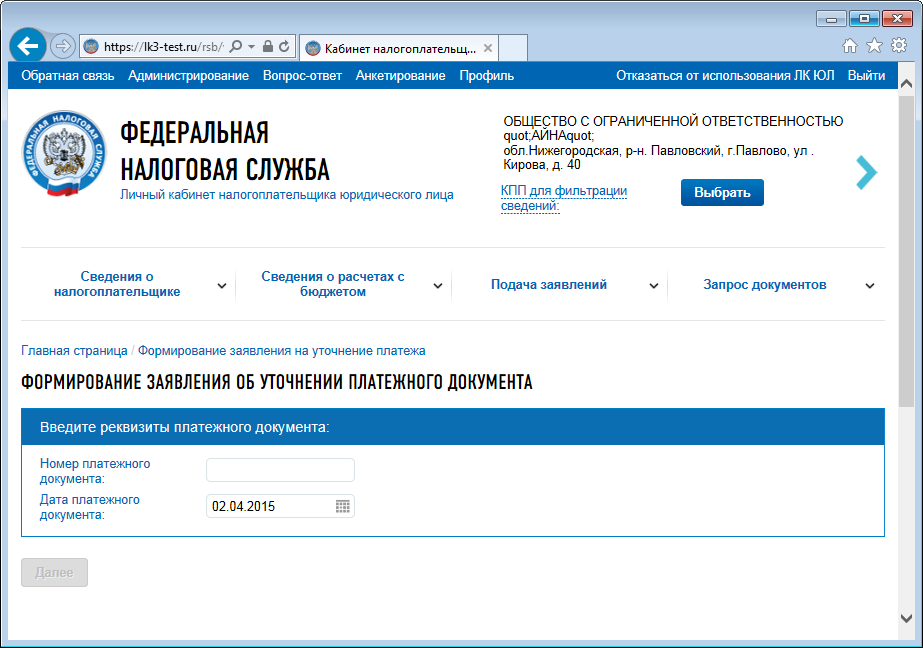 https://lk3-test.ru/rsb/
Кабинет налогоплательщ...
Обратная связь Администрирование Вопрос-ответ Анкетирование Профиль Отказаться от использования ЛК ЮЛ Выйти
ФЕДЕРАЛЬНАЯ НАЛОГОВАЯ СЛУЖБА
ФЕДЕРАЛЬНАЯ
НАЛОГОВАЯ СЛУЖБА
Личный кабинет налогоплательщика юридического лица
ОБЩЕСТВО С ОГРАНИЧЕННОЙ ОТВЕТСТВЕННОСТЬЮ
quot;АЙНАquot;
обл.Нижегородская, р-н. Павловский, г.Павлово, ул .
Кирова, д. 40
КПП для фильтрации
сведений:
Выбрать
Сведения о
налогоплательщике
Сведения о расчетах с
бюджетом
Подача заявлений
Запрос документов
Главная страница / Формирование заявления на уточнение платежа
ФОРМИРОВАНИЕ ЗАЯВЛЕНИЯ ОБ УТОЧНЕНИИ ПЛАТЕЖНОГО ДОКУМЕНТА
Введите реквизиты платежного документа:
Номер платежного
документа:
Дата платежного
документа:
02.04.2015
Далее